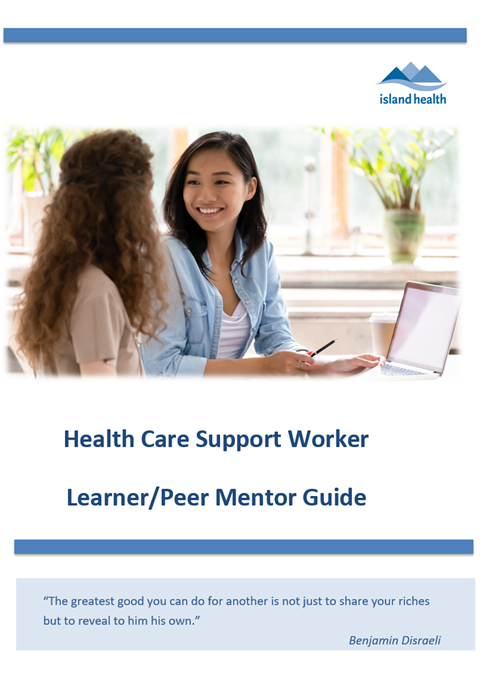 island health
Health Care Support Worker
Learner/Peer Mentor Guide
“The greatest good you can do for another is not just to share your riches
but to reveal to him his own.”
Benjamin Disraeli